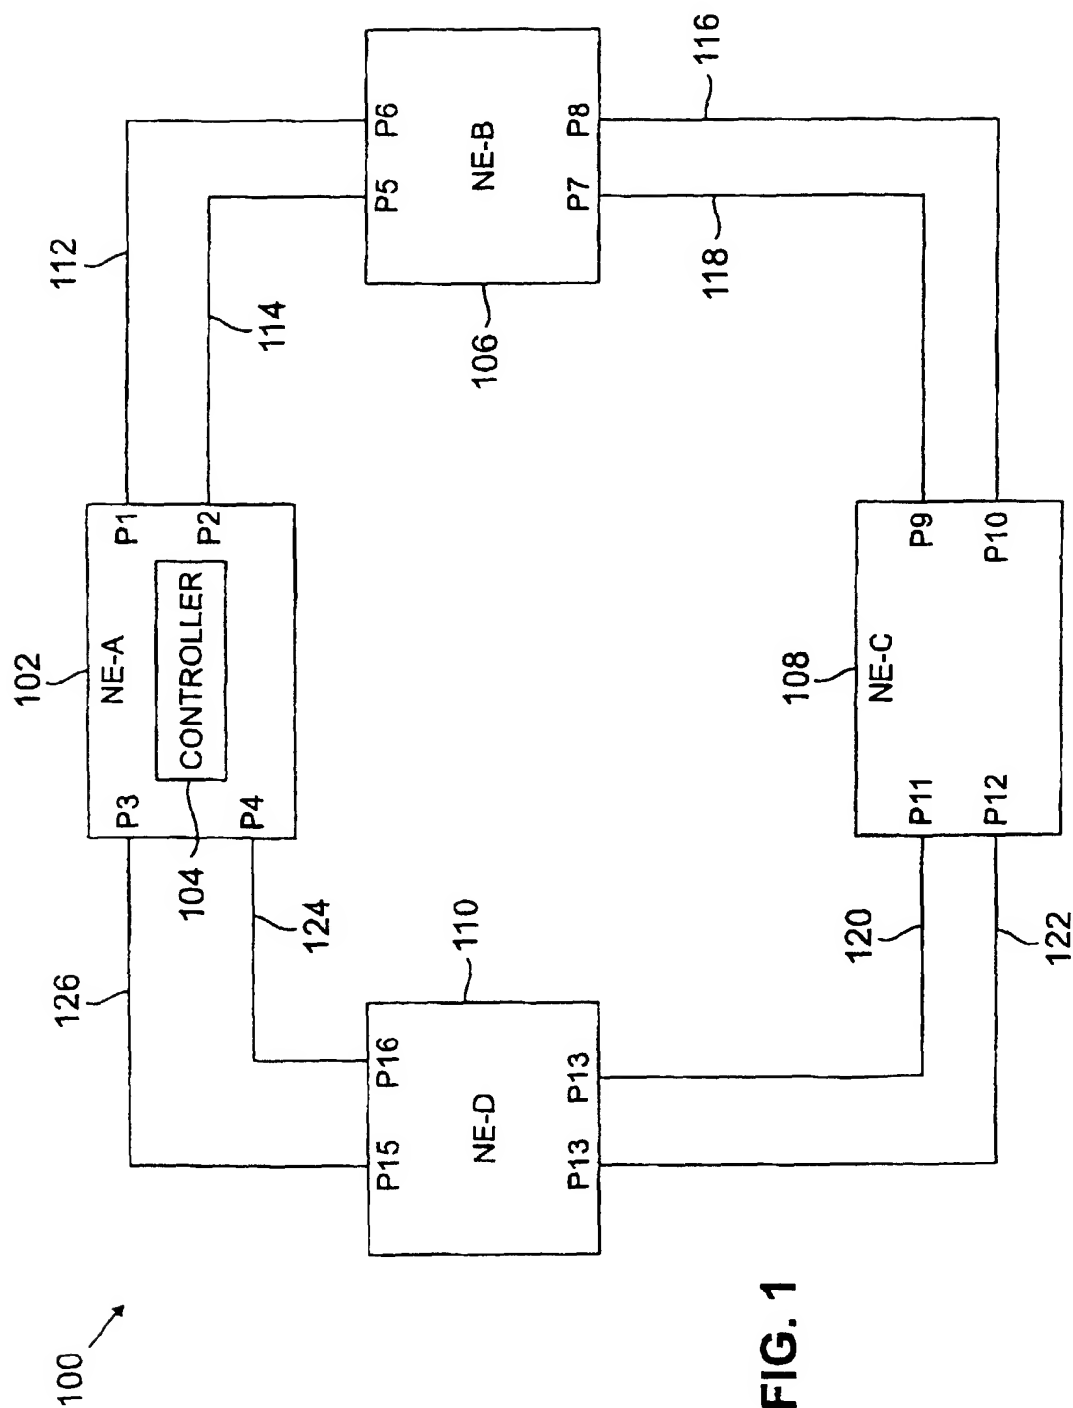 100
102
NE-A
CONTROLLER
104
P1
P2
P3
P4
112
114
P6
P5
NE-B
P8
P7
106
116
118
126
124
110
P15
P16
NE-D
P13
P13
108
NE-C
P9
P10
P11
P12
120
122
FIG. 1